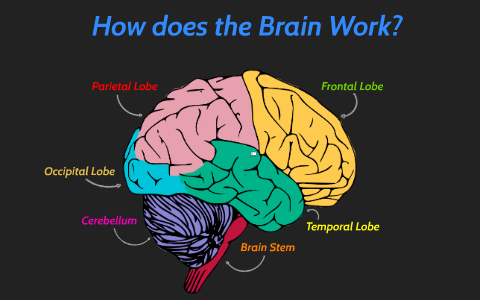 How does the Brain Work?
Parietal Lobe
Frontal Lobe
Occipital Lobe
Cerebellum
Temporal Lobe
Brain Stem